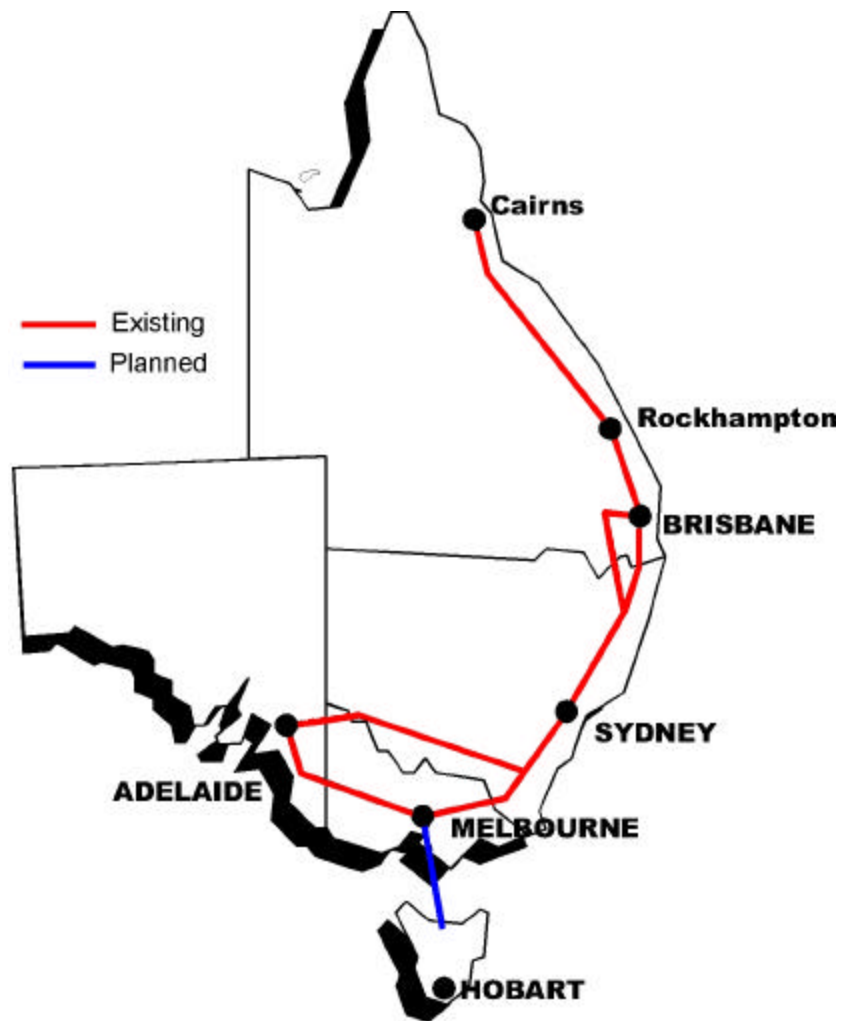 Cairns
Existing
Planned
Rockhampton
BRISBANE
SYDNEY
ADELAIDE
MELBOURNE
HOBART